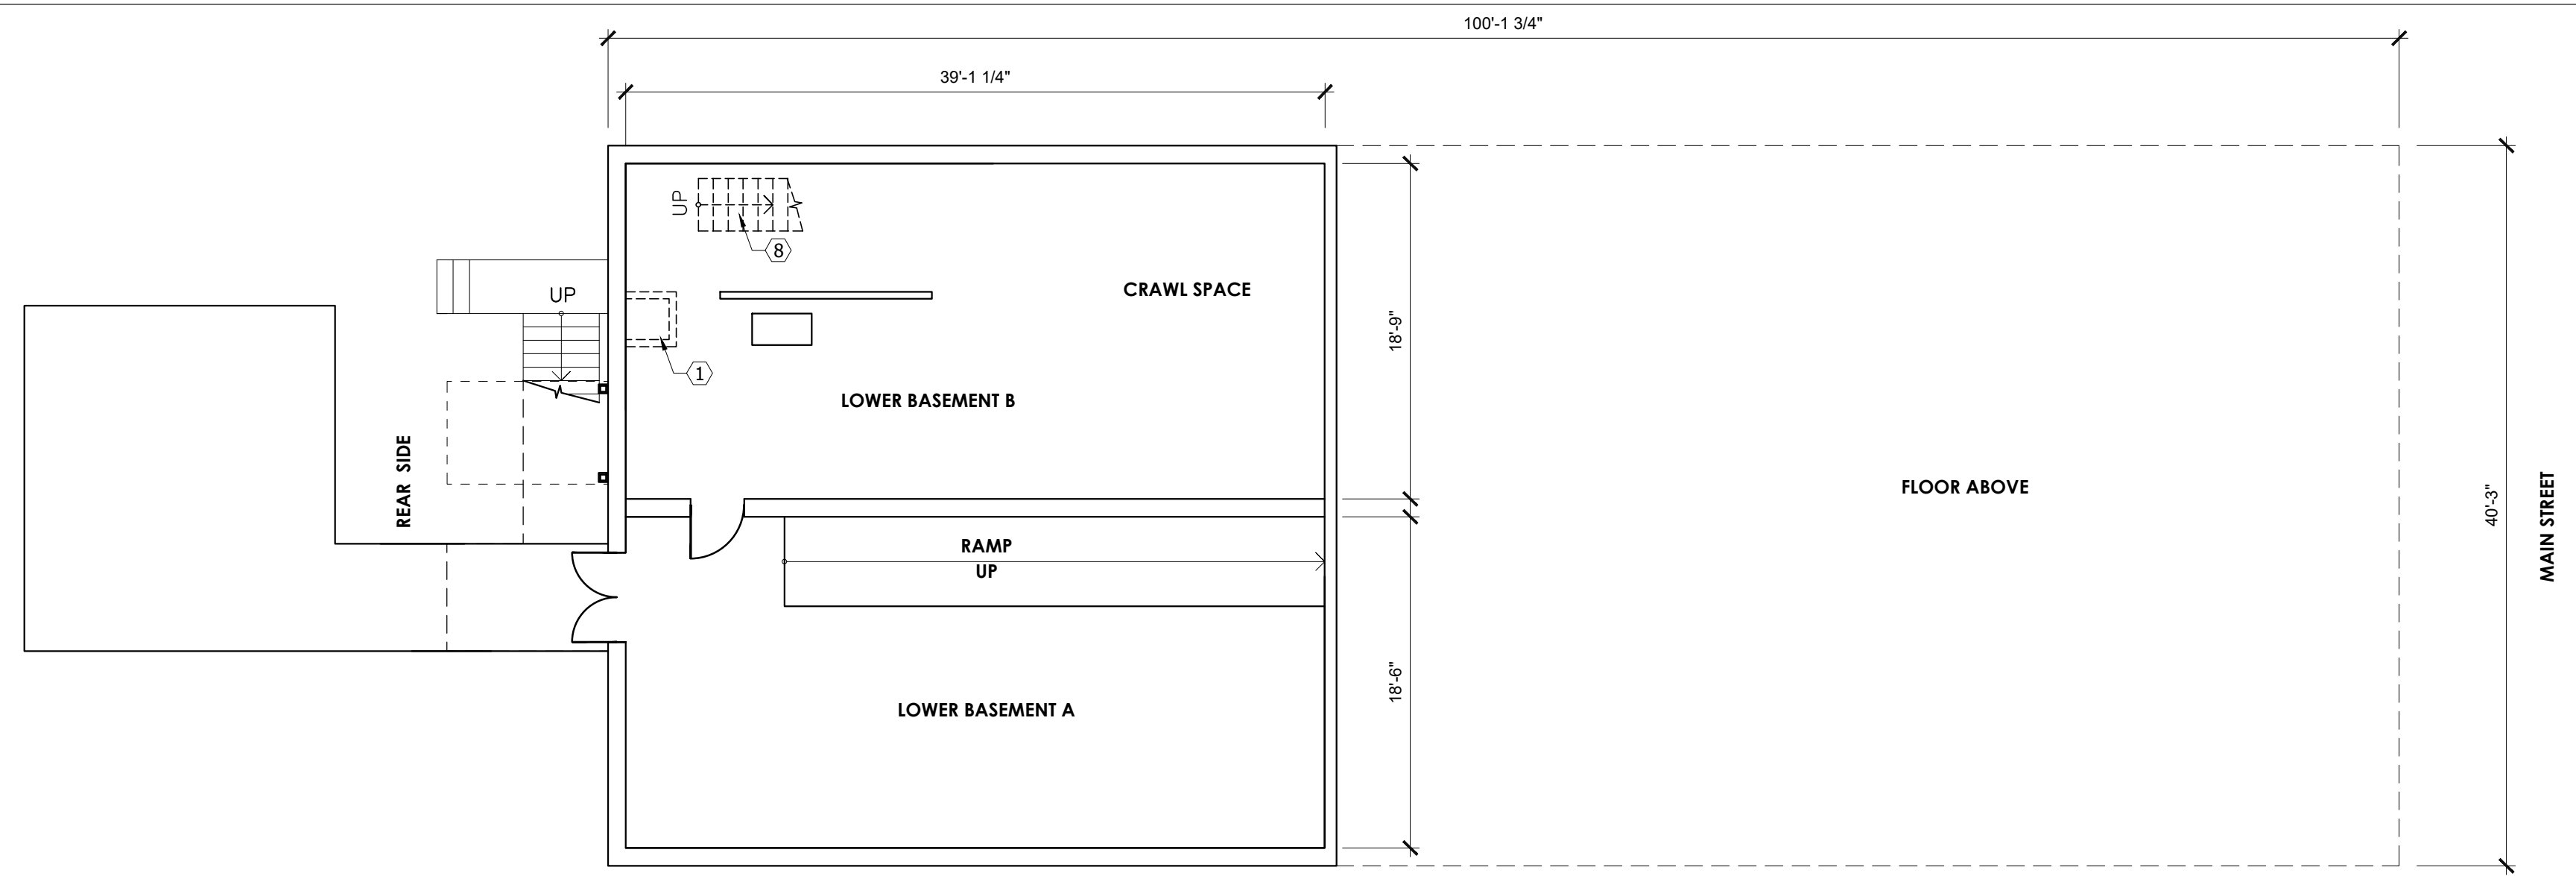 100'-1 3/4"
39'-1 1/4"
UP
8
CRAWL SPACE
UP
18'-9"
1
LOWER BASEMENT B
REAR SIDE
FLOOR ABOVE
40'-3"
MAIN STREET
RAMP
UP
18'-6"
LOWER BASEMENT A